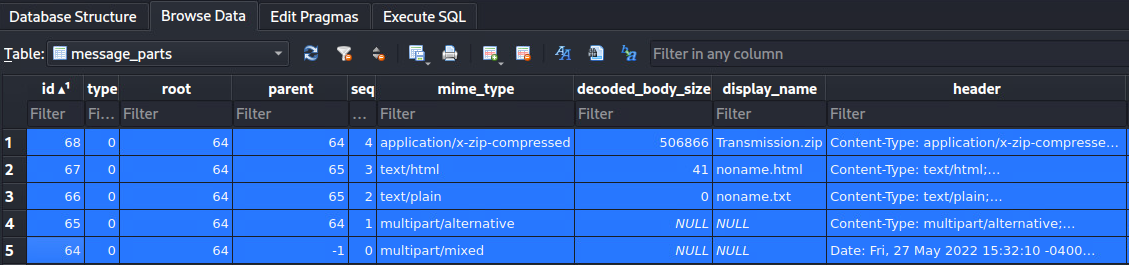 Database Structure Browse Data Edit Pragmas Execute SQL
Table: message_parts Filter in any column
id type root parent seq mime_type decoded_body_size display_name header
Filter Fi... Filter Filter ... Filter Filter Filter Filter
1 68 0 64 64 4 application/x-zip-compressed 506866 Transmission.zip Content-Type: application/x-zip-compresse...
2 67 0 64 65 3 text/html 41 noname.html Content-Type: text/html;...
3 66 0 64 65 2 text/plain 0 noname.txt Content-Type: text/plain;...
4 65 0 64 64 1 multipart/alternative NULL NULL Content-Type: multipart/alternative;...
5 64 0 64 -1 0 multipart/mixed NULL NULL Date: Fri, 27 May 2022 15:32:10 -0400...